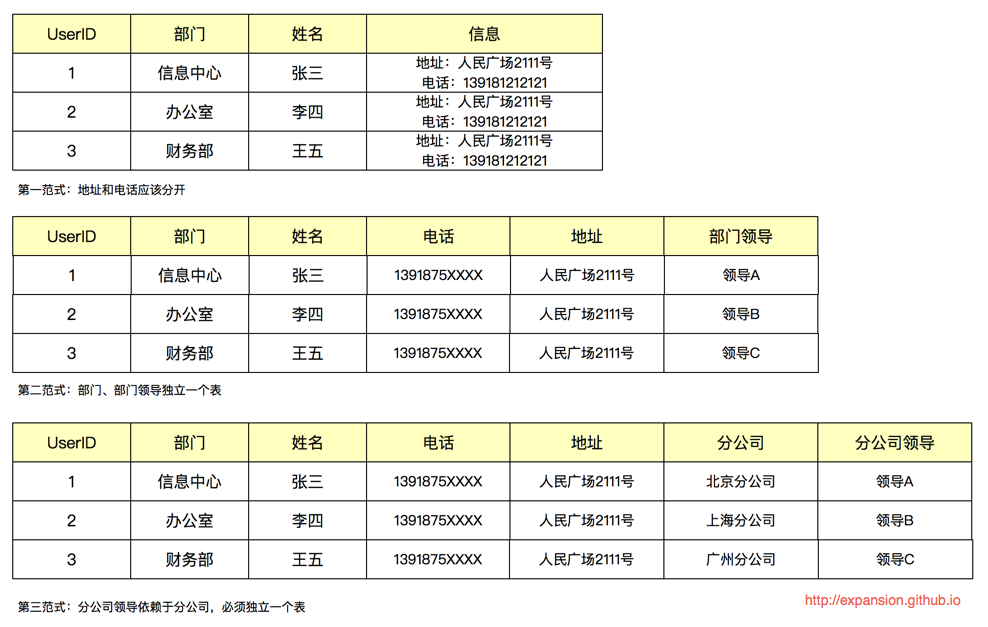 UserID 部门 姓名 信息
1 信息中心 张三 地址：人民广场2111号
电话：139181212121
2 办公室 李四 地址：人民广场2111号
电话：139181212121
3 财务部 王五 地址：人民广场2111号
电话：139181212121
第一范式：地址和电话应该分开
UserID 部门 姓名 电话 地址 部门领导
1 信息中心 张三 1391875XXXX 人民广场2111号 领导A
2 办公室 李四 1391875XXXX 人民广场2111号 领导B
3 财务部 王五 1391875XXXX 人民广场2111号 领导C
第二范式：部门、部门领导独立一个表
UserID 部门 姓名 电话 地址 分公司 分公司领导
1 信息中心 张三 1391875XXXX 人民广场2111号 北京分公司 领导A
2 办公室 李四 1391875XXXX 人民广场2111号 上海分公司 领导B
3 财务部 王五 1391875XXXX 人民广场2111号 广州分公司 领导C
第三范式：分公司领导依赖于分公司，必须独立一个表
http://expansion.github.io